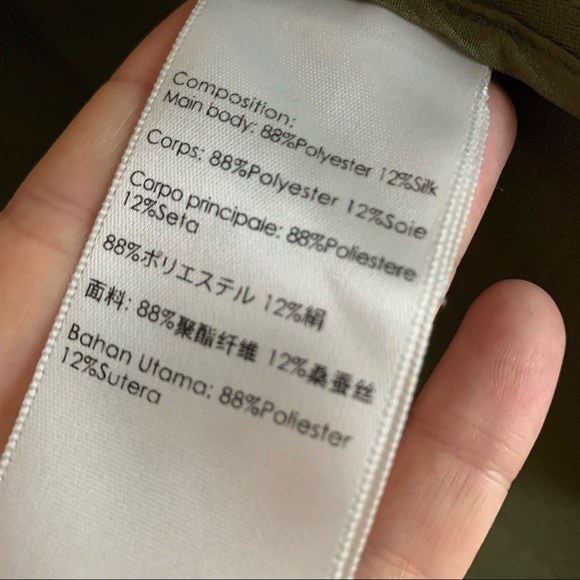 Composition:
Main body: 88%Polyester 12%Silk
Corps: 88%Polyester 12%Soie
Corpo principale: 88%Poliestere
12%Seta
88%ポリエステル 12%絹
面料: 88%聚酯纤维 12%桑蚕丝
Bahan Utama: 88%Poliester
12%Sutera